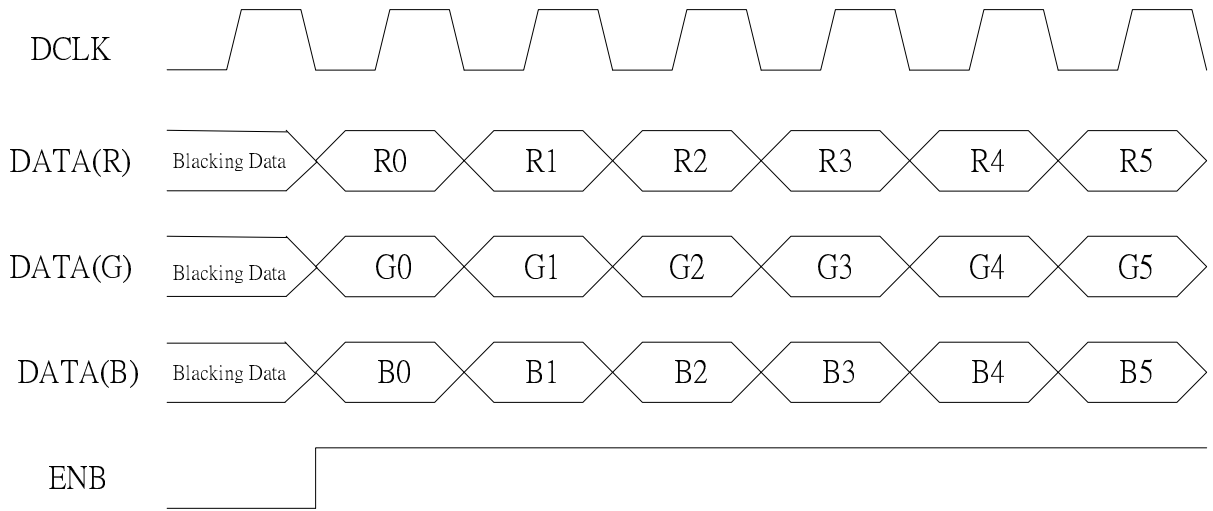 DCLK
DATA(R) Blacking Data R0 R1 R2 R3 R4 R5
DATA(G) Blacking Data G0 G1 G2 G3 G4 G5
DATA(B) Blacking Data B0 B1 B2 B3 B4 B5
ENB